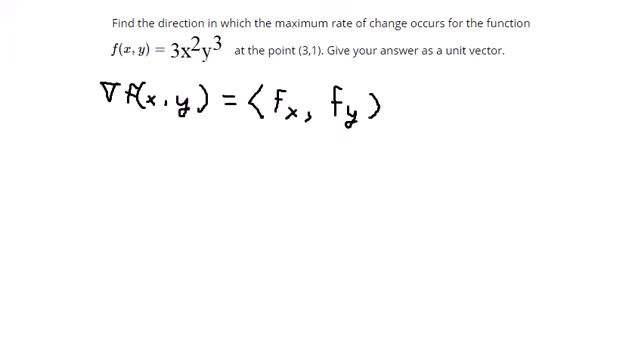 Find the direction in which the maximum rate of change occurs for the function
f(x, y) = 3x²y³ at the point (3,1). Give your answer as a unit vector.
∇f(x, y) = ⟨fx, fy⟩